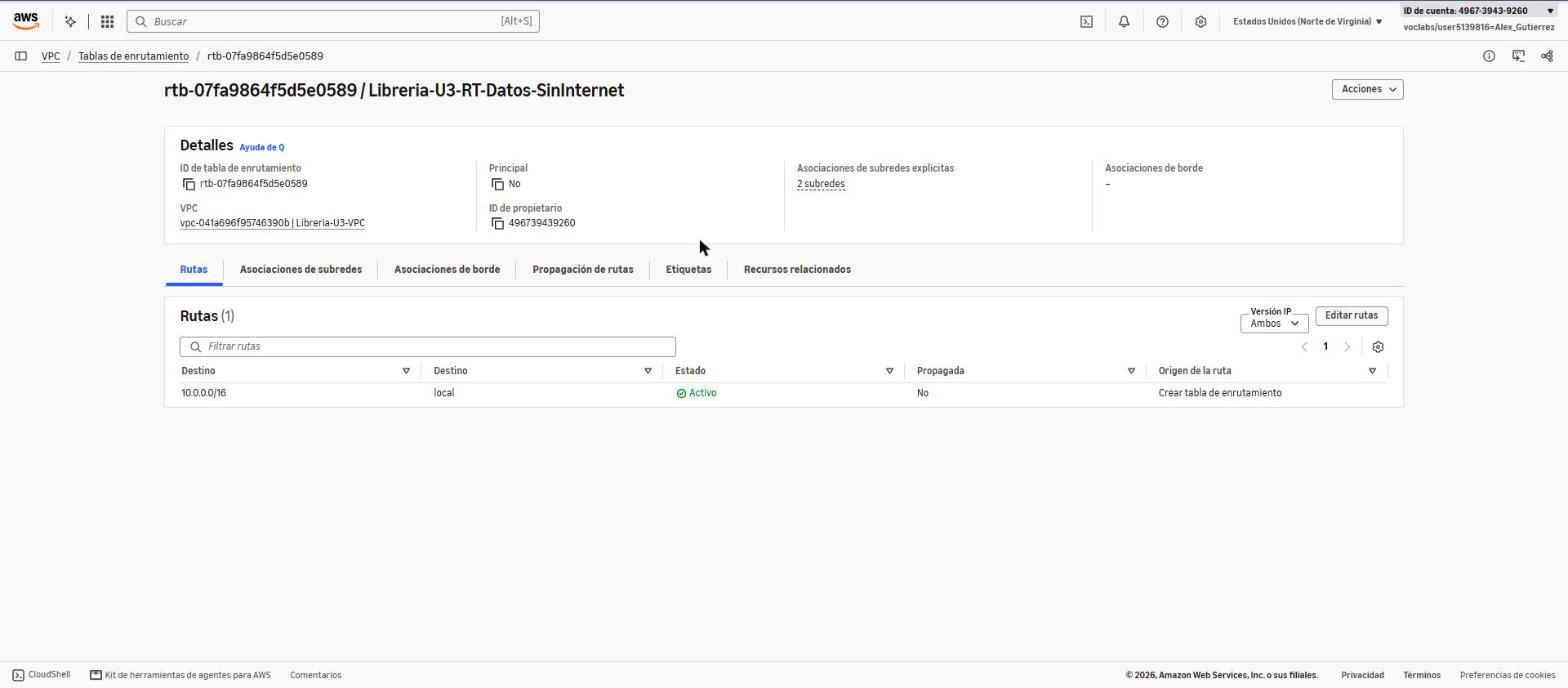 aws
Buscar [Alt+S]
Estados Unidos (Norte de Virginia)
ID de cuenta: 4967-3943-9260
voclabs/user5139816=Alex_Gutierrez
VPC / Tablas de enrutamiento / rtb-07fa9864f5d5e0589
rtb-07fa9864f5d5e0589 / Libreria-U3-RT-Datos-SinInternet
Acciones
Detalles Ayuda de Q
ID de tabla de enrutamiento
rtb-07fa9864f5d5e0589
Principal
No
Asociaciones de subredes explícitas
2 subredes
Asociaciones de borde
–
VPC
vpc-041a696f95746390b | Libreria-U3-VPC
ID de propietario
496739439260
Rutas Asociaciones de subredes Asociaciones de borde Propagación de rutas Etiquetas Recursos relacionados
Rutas (1)
Versión IP
Ambos
Editar rutas
Filtrar rutas
1
Destino Destino Estado Propagada Origen de la ruta
10.0.0.0/16 local Activo No Crear tabla de enrutamiento
CloudShell Kit de herramientas de agentes para AWS Comentarios © 2026, Amazon Web Services, Inc. o sus filiales. Privacidad Términos Preferencias de cookies